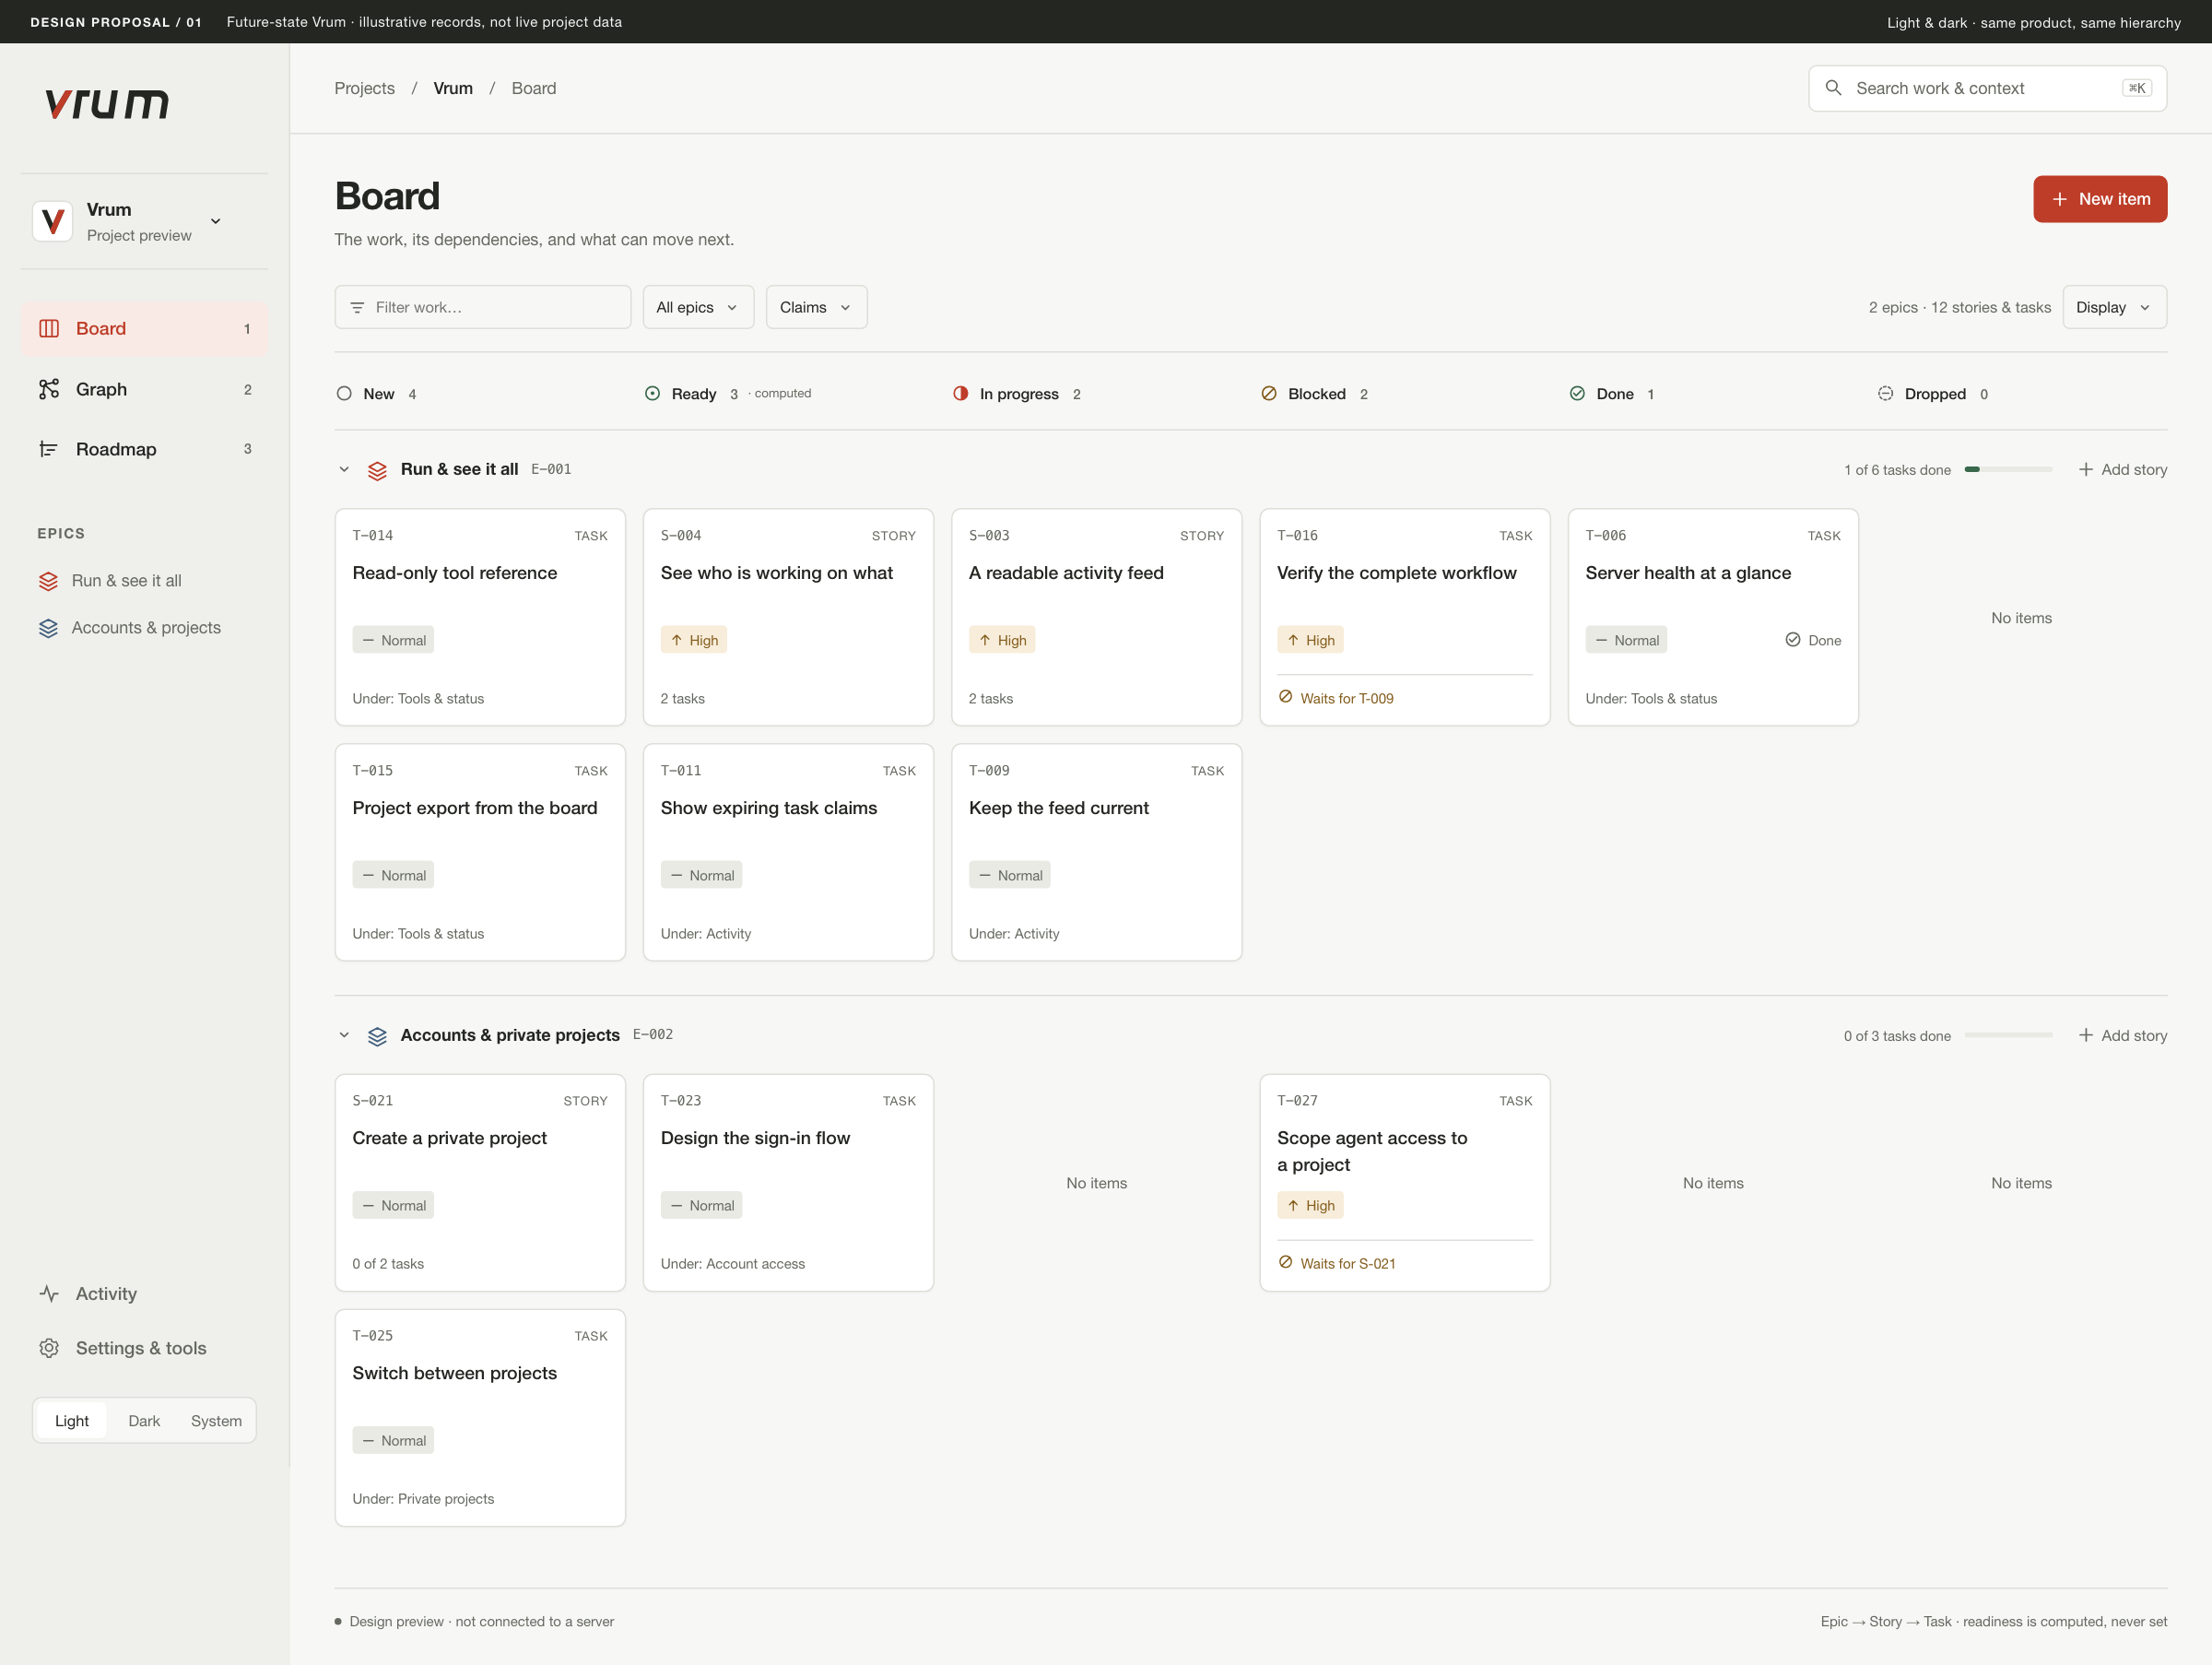 DESIGN PROPOSAL / 01 Future-state Vrum · illustrative records, not live project data Light & dark · same product, same hierarchy
vrum
Vrum
Project preview
Board 1
Graph 2
Roadmap 3
EPICS
Run & see it all
Accounts & projects
Activity
Settings & tools
Light Dark System
Projects / Vrum / Board
Search work & context ⌘K
Board
The work, its dependencies, and what can move next.
+ New item
Filter work... All epics Claims 2 epics · 12 stories & tasks Display
New 4 Ready 3 · computed In progress 2 Blocked 2 Done 1 Dropped 0
Run & see it all E-001 1 of 6 tasks done + Add story
T-014 TASK
Read-only tool reference
— Normal
Under: Tools & status
S-004 STORY
See who is working on what
↑ High
2 tasks
S-003 STORY
A readable activity feed
↑ High
2 tasks
T-016 TASK
Verify the complete workflow
↑ High
Waits for T-009
T-006 TASK
Server health at a glance
— Normal Done
Under: Tools & status
No items
T-015 TASK
Project export from the board
— Normal
Under: Tools & status
T-011 TASK
Show expiring task claims
— Normal
Under: Activity
T-009 TASK
Keep the feed current
— Normal
Under: Activity
Accounts & private projects E-002 0 of 3 tasks done + Add story
S-021 STORY
Create a private project
— Normal
0 of 2 tasks
T-023 TASK
Design the sign-in flow
— Normal
Under: Account access
No items
T-027 TASK
Scope agent access to
a project
↑ High
Waits for S-021
No items
No items
T-025 TASK
Switch between projects
— Normal
Under: Private projects
Design preview · not connected to a server Epic → Story → Task · readiness is computed, never set